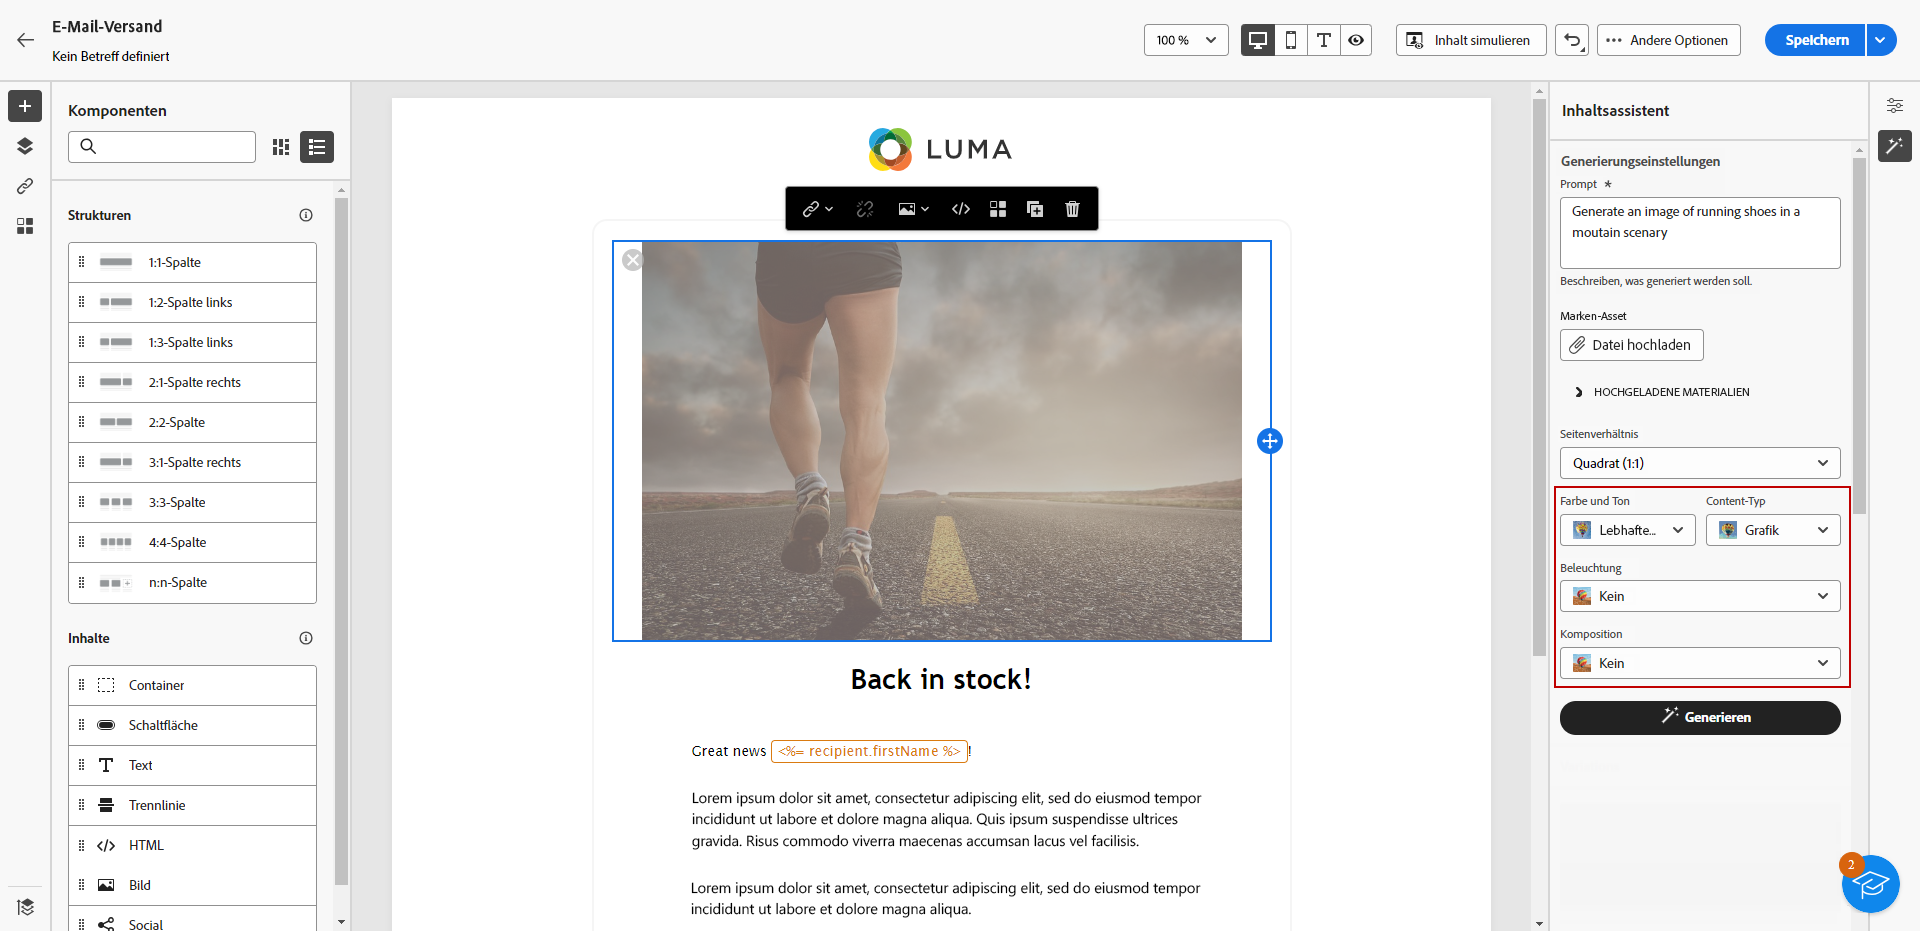 E-Mail-Versand
Kein Betreff definiert
100 %
Inhalt simulieren
Andere Optionen
Speichern
Komponenten
Strukturen
1:1-Spalte
1:2-Spalte links
1:3-Spalte links
2:1-Spalte rechts
2:2-Spalte
3:1-Spalte rechts
3:3-Spalte
4:4-Spalte
n:n-Spalte
Inhalte
Container
Schaltfläche
Text
Trennlinie
HTML
Bild
Social
LUMA
Back in stock!
Great news <%= recipient.firstName %>!
Lorem ipsum dolor sit amet, consectetur adipiscing elit, sed do eiusmod tempor
incididunt ut labore et dolore magna aliqua. Quis ipsum suspendisse ultrices
gravida. Risus commodo viverra maecenas accumsan lacus vel facilisis.
Lorem ipsum dolor sit amet, consectetur adipiscing elit, sed do eiusmod tempor
incididunt ut labore et dolore magna aliqua.
Inhaltsassistent
Generierungseinstellungen
Prompt *
Generate an image of running shoes in a
moutain scenary
Beschreiben, was generiert werden soll.
Marken-Asset
Datei hochladen
HOCHGELADENE MATERIALIEN
Seitenverhältnis
Quadrat (1:1)
Farbe und Ton
Content-Typ
Lebhafte...
Grafik
Beleuchtung
Kein
Komposition
Kein
Generieren
2